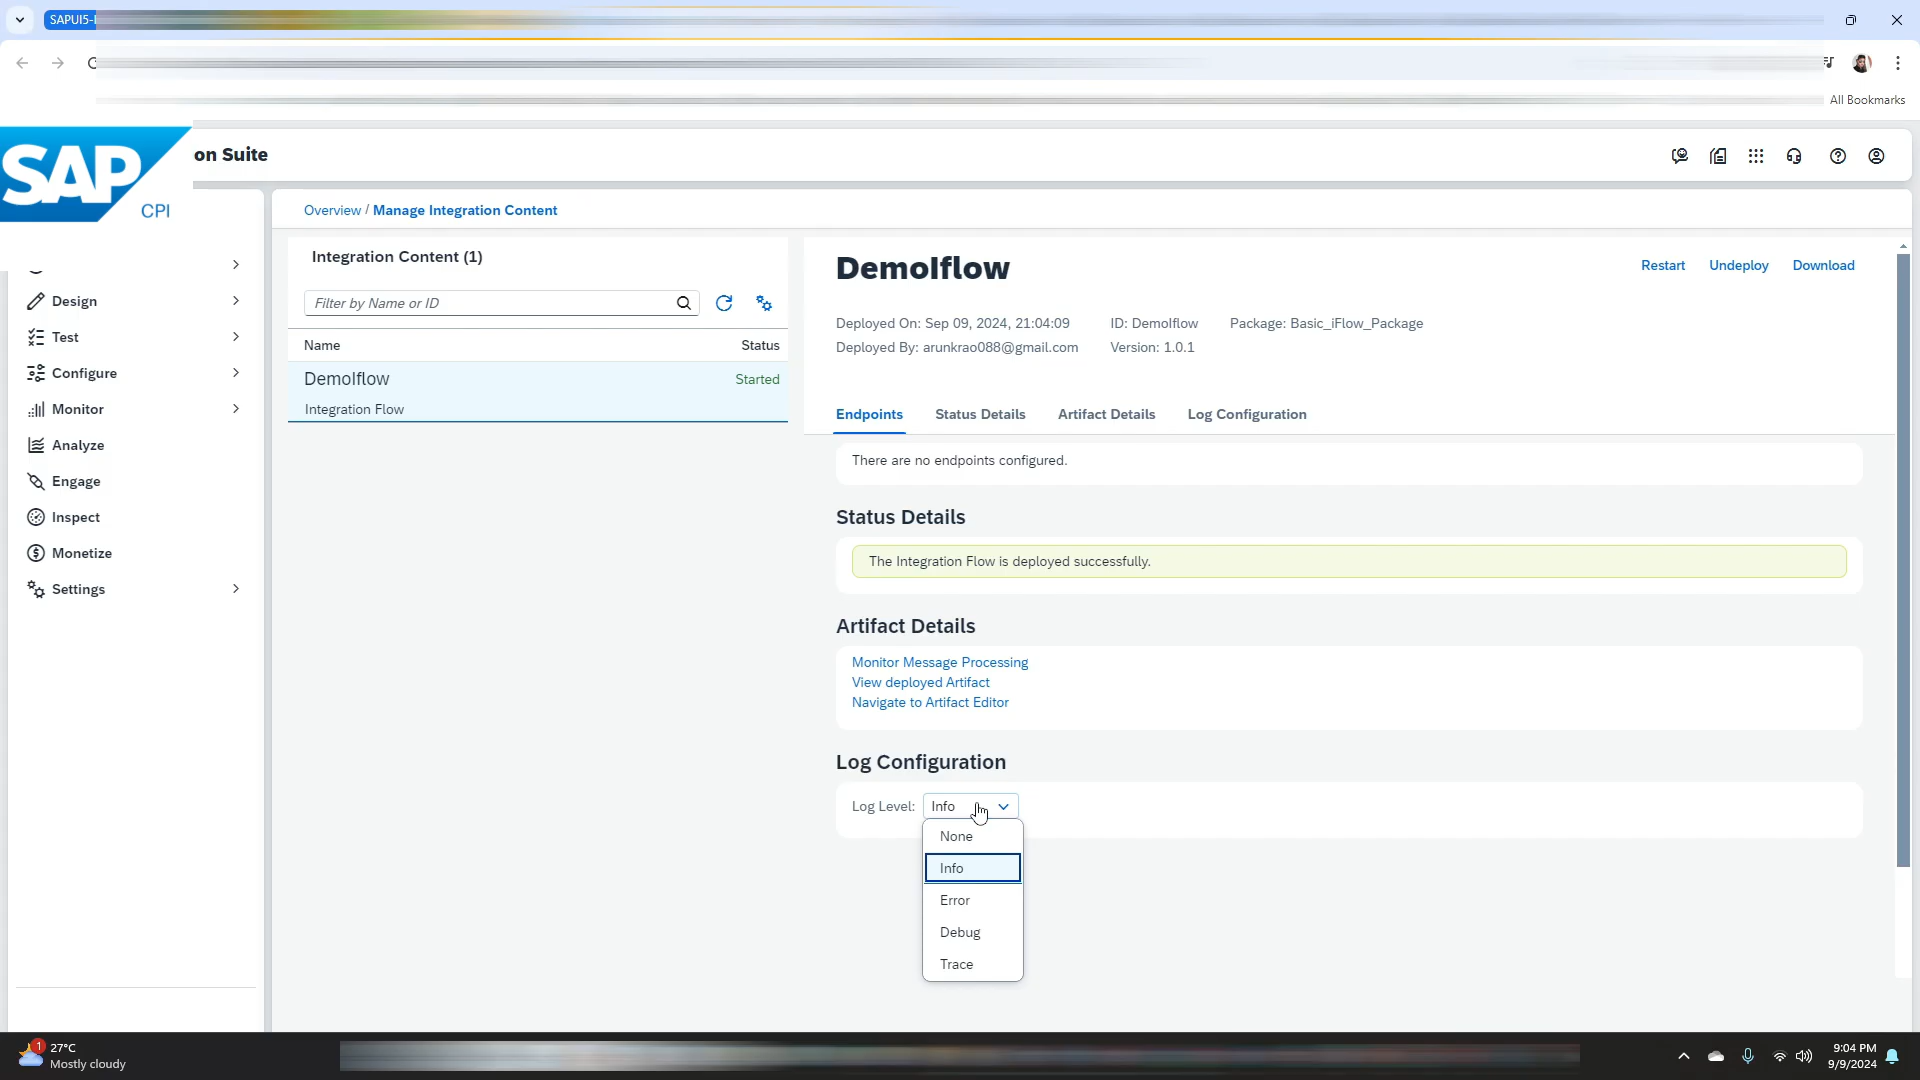 SAPUI5-I
All Bookmarks
SAP
CPI
on Suite
Overview / Manage Integration Content
Integration Content (1)
Filter by Name or ID
Name Status
DemoIflow Started
Integration Flow
Design
Test
Configure
Monitor
Analyze
Engage
Inspect
Monetize
Settings
DemoIflow
Restart Undeploy Download
Deployed On: Sep 09, 2024, 21:04:09 ID: DemoIflow Package: Basic_iFlow_Package
Deployed By: arunkrao088@gmail.com Version: 1.0.1
Endpoints Status Details Artifact Details Log Configuration
There are no endpoints configured.
Status Details
The Integration Flow is deployed successfully.
Artifact Details
Monitor Message Processing
View deployed Artifact
Navigate to Artifact Editor
Log Configuration
Log Level: Info
None
Info
Error
Debug
Trace
1
27°C
Mostly cloudy
9:04 PM
9/9/2024